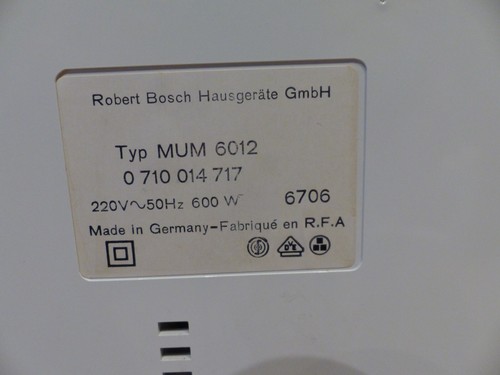 Robert Bosch Hausgeräte GmbH
Typ MUM 6012
0 710 014 717
220V~50Hz 600 W 6706
Made in Germany-Fabriqué en R.F.A